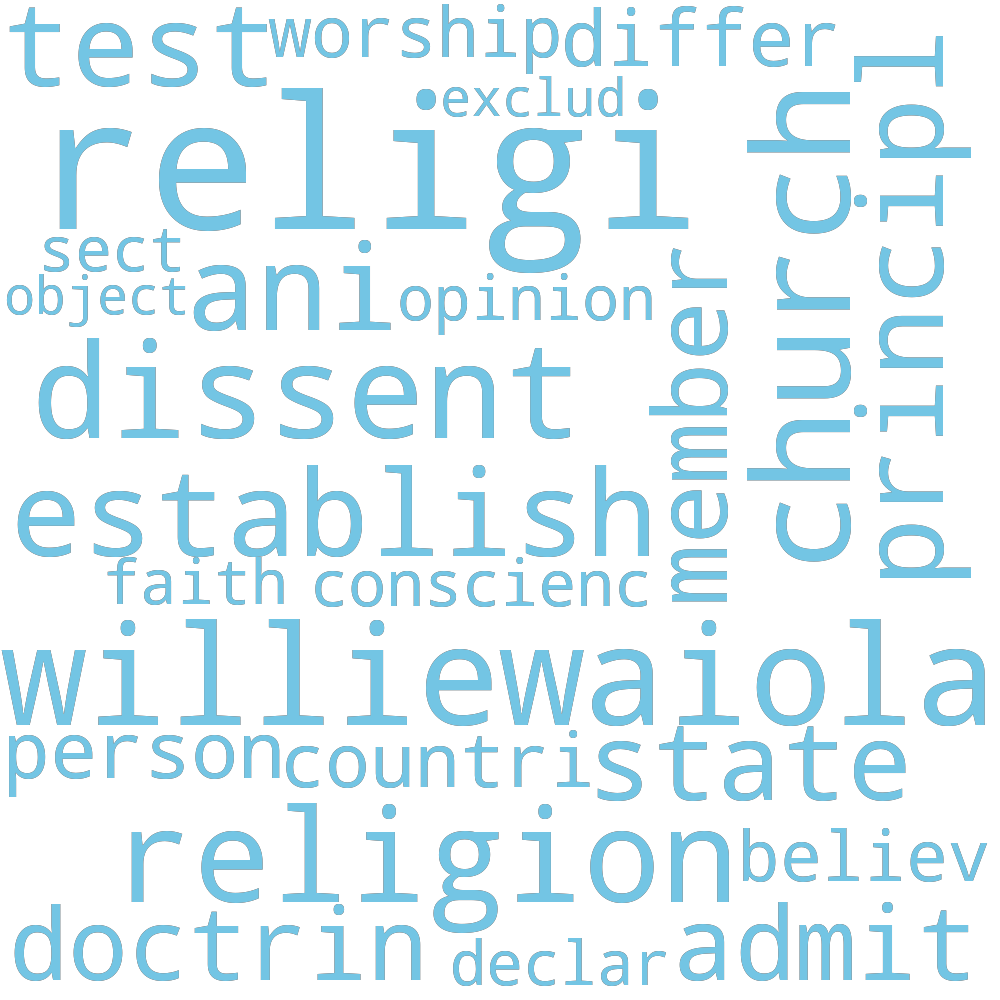 test worship differ
exclud
religi
sect
object ani opinion
dissent
establish
faith conscienc
member
church
principl
williewaiola
person countri state
religion believ
doctrin declar admit